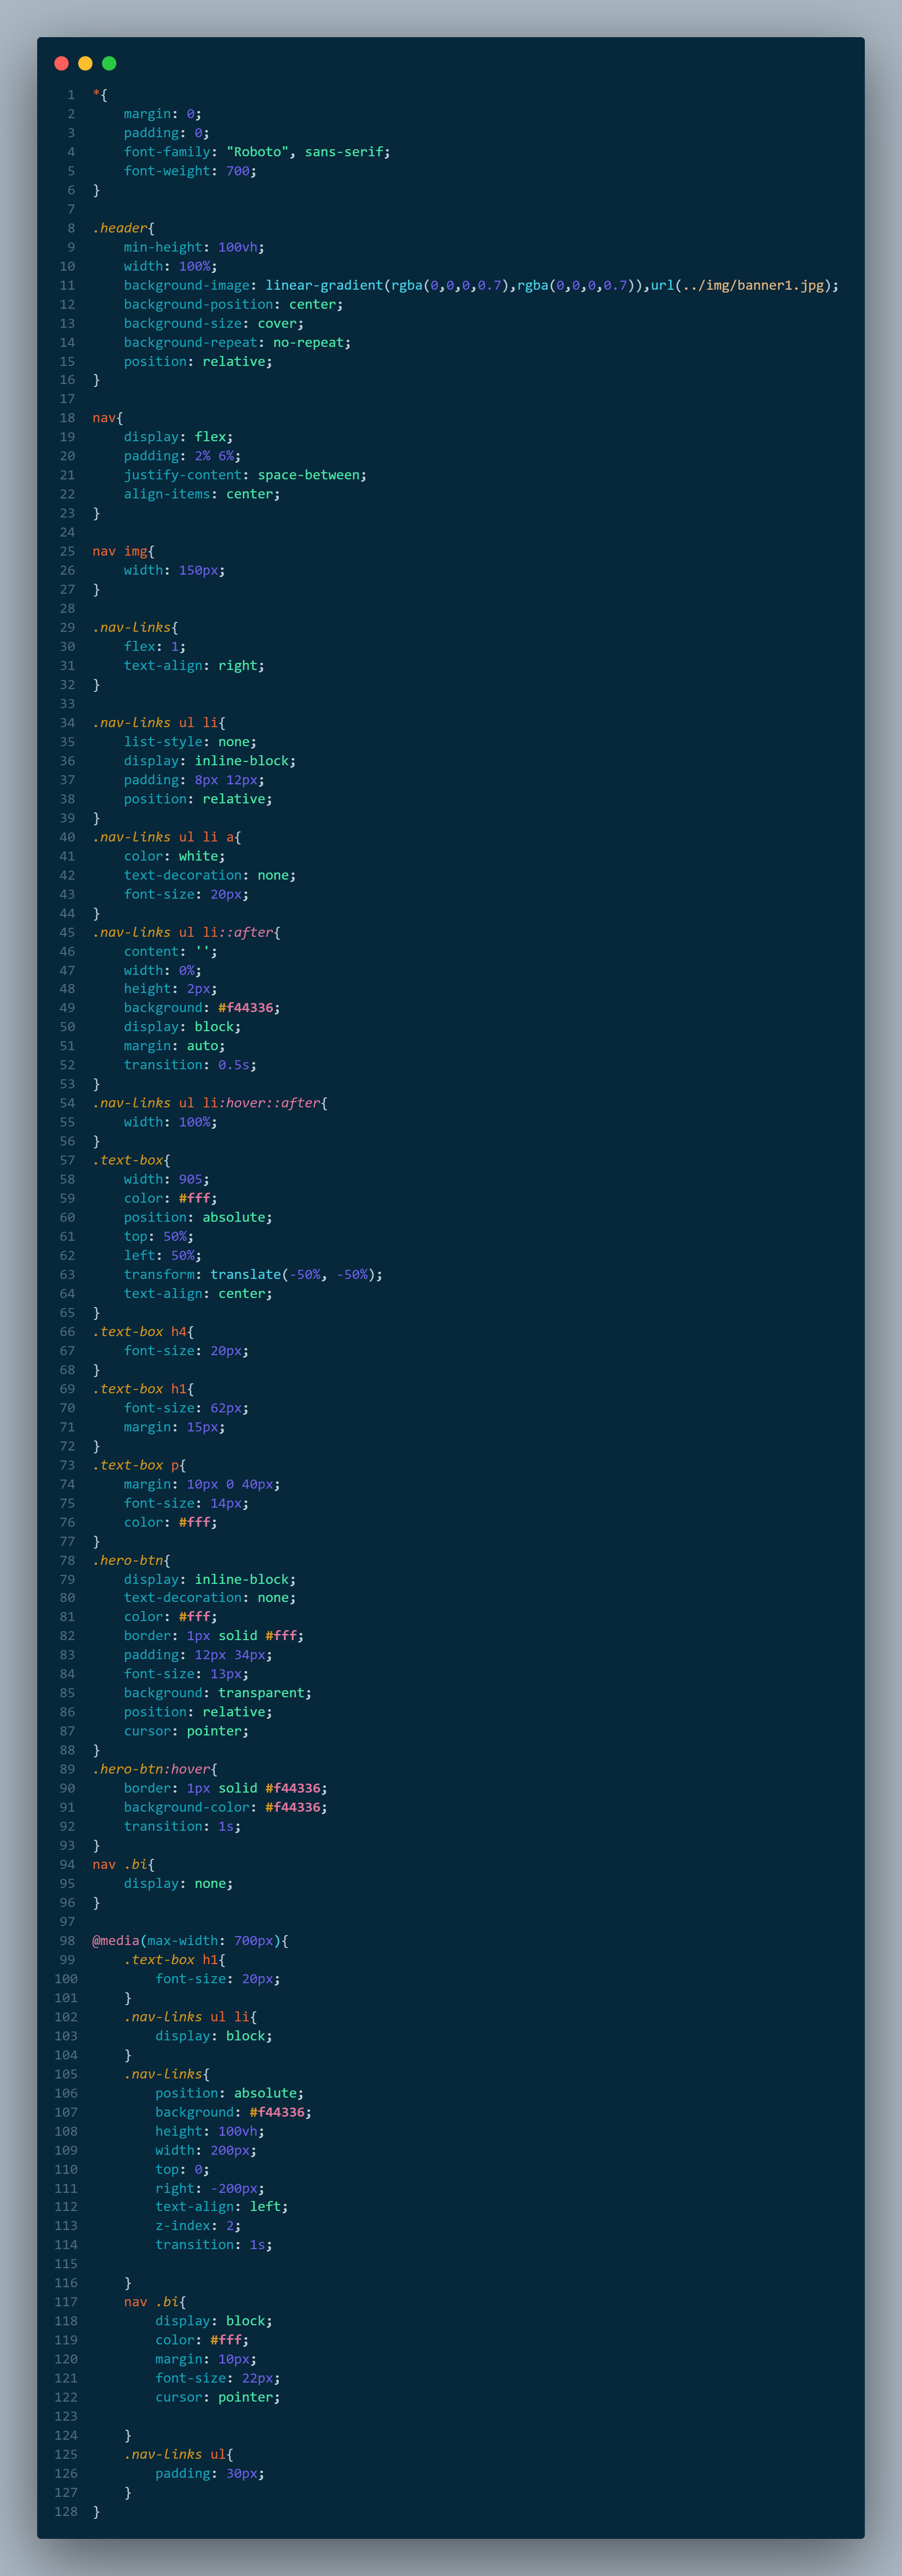 1 *{
2     margin: 0;
3     padding: 0;
4     font-family: "Roboto", sans-serif;
5     font-weight: 700;
6 }
7
8 .header{
9     min-height: 100vh;
10     width: 100%;
11     background-image: linear-gradient(rgba(0,0,0,0.7),rgba(0,0,0,0.7)),url(../img/banner1.jpg);
12     background-position: center;
13     background-size: cover;
14     background-repeat: no-repeat;
15     position: relative;
16 }
17
18 nav{
19     display: flex;
20     padding: 2% 6%;
21     justify-content: space-between;
22     align-items: center;
23 }
24
25 nav img{
26     width: 150px;
27 }
28
29 .nav-links{
30     flex: 1;
31     text-align: right;
32 }
33
34 .nav-links ul li{
35     list-style: none;
36     display: inline-block;
37     padding: 8px 12px;
38     position: relative;
39 }
40 .nav-links ul li a{
41     color: white;
42     text-decoration: none;
43     font-size: 20px;
44 }
45 .nav-links ul li::after{
46     content: '';
47     width: 0%;
48     height: 2px;
49     background: #f44336;
50     display: block;
51     margin: auto;
52     transition: 0.5s;
53 }
54 .nav-links ul li:hover::after{
55     width: 100%;
56 }
57 .text-box{
58     width: 905;
59     color: #fff;
60     position: absolute;
61     top: 50%;
62     left: 50%;
63     transform: translate(-50%, -50%);
64     text-align: center;
65 }
66 .text-box h4{
67     font-size: 20px;
68 }
69 .text-box h1{
70     font-size: 62px;
71     margin: 15px;
72 }
73 .text-box p{
74     margin: 10px 0 40px;
75     font-size: 14px;
76     color: #fff;
77 }
78 .hero-btn{
79     display: inline-block;
80     text-decoration: none;
81     color: #fff;
82     border: 1px solid #fff;
83     padding: 12px 34px;
84     font-size: 13px;
85     background: transparent;
86     position: relative;
87     cursor: pointer;
88 }
89 .hero-btn:hover{
90     border: 1px solid #f44336;
91     background-color: #f44336;
92     transition: 1s;
93 }
94 nav .bi{
95     display: none;
96 }
97
98 @media(max-width: 700px){
99     .text-box h1{
100         font-size: 20px;
101     }
102     .nav-links ul li{
103         display: block;
104     }
105     .nav-links{
106         position: absolute;
107         background: #f44336;
108         height: 100vh;
109         width: 200px;
110         top: 0;
111         right: -200px;
112         text-align: left;
113         z-index: 2;
114         transition: 1s;
115
116     }
117     nav .bi{
118         display: block;
119         color: #fff;
120         margin: 10px;
121         font-size: 22px;
122         cursor: pointer;
123
124     }
125     .nav-links ul{
126         padding: 30px;
127     }
128 }